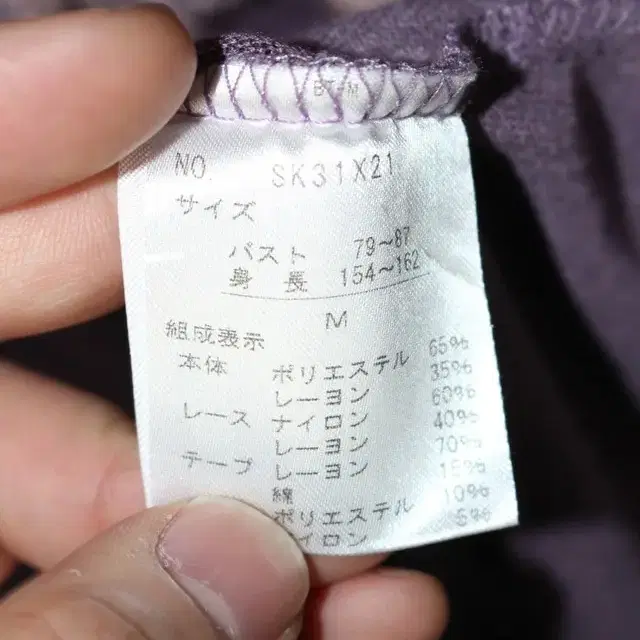 NO. SK31X21
サイズ
バスト 79~87
身長 154~162
M
組成表示
本体 ポリエステル 65%
レーヨン 35%
レース ナイロン 60%
レーヨン 40%
テープ レーヨン 70%
綿 15%
ポリエステル 10%
ナイロン 5%